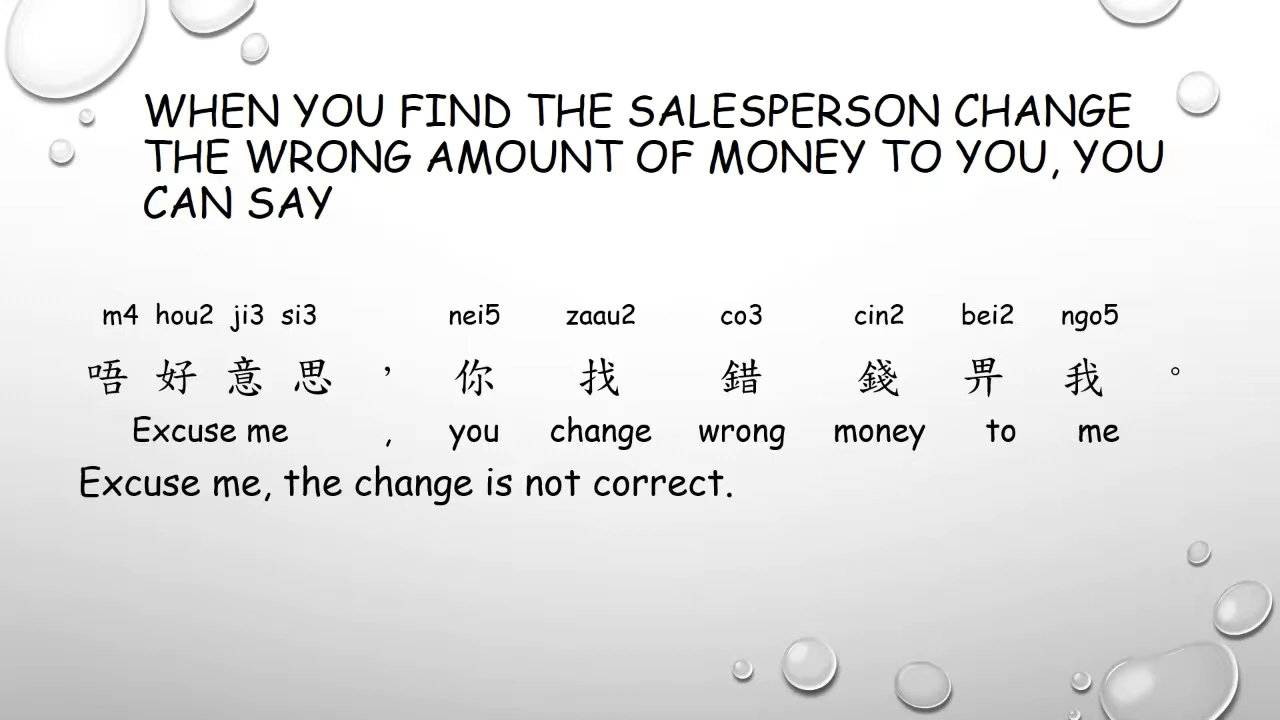 WHEN YOU FIND THE SALESPERSON CHANGE
THE WRONG AMOUNT OF MONEY TO YOU, YOU
CAN SAY
m4 hou2 ji3 si3 nei5 zaau2 co3 cin2 bei2 ngo5
唔好意思，你找錯錢畀我。
Excuse me , you change wrong money to me
Excuse me, the change is not correct.